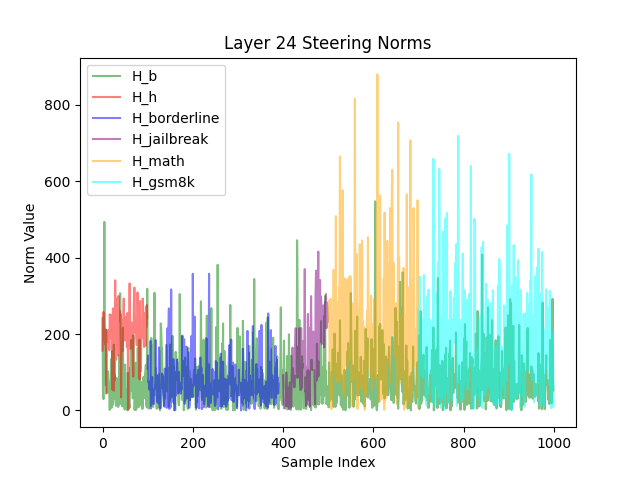 Layer 24 Steering Norms
H_b
H_h
H_borderline
H_jailbreak
H_math
H_gsm8k
Norm Value
800
600
400
200
0
0 200 400 600 800 1000
Sample Index